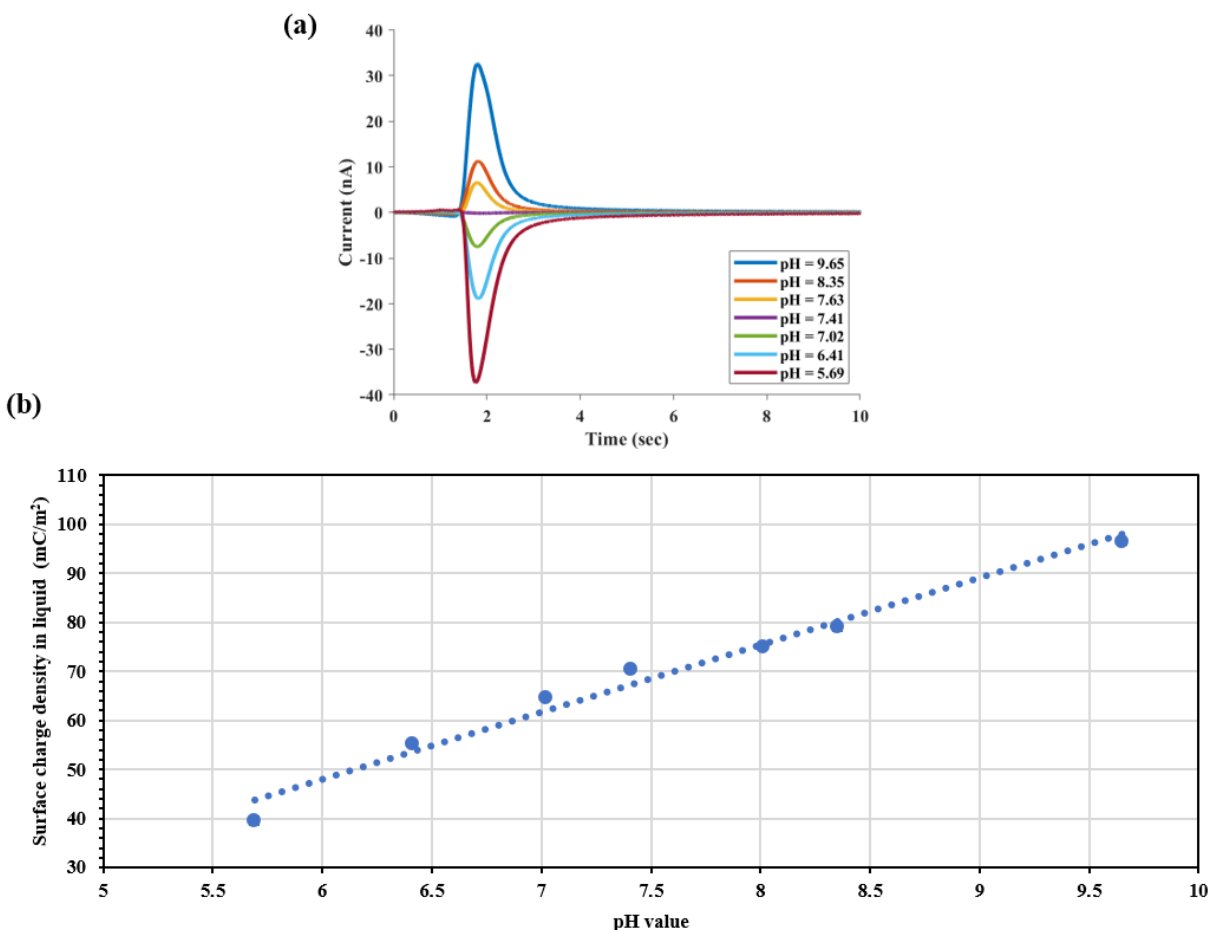 (a)
40
30
20
10
0
-10
-20
-30
-40
Current (nA)
0 2 4 6 8 10
Time (sec)
pH = 9.65
pH = 8.35
pH = 7.63
pH = 7.41
pH = 7.02
pH = 6.41
pH = 5.69
(b)
110
100
90
80
70
60
50
40
30
Surface charge density in liquid (mC/m²)
5 5.5 6 6.5 7 7.5 8 8.5 9 9.5 10
pH value